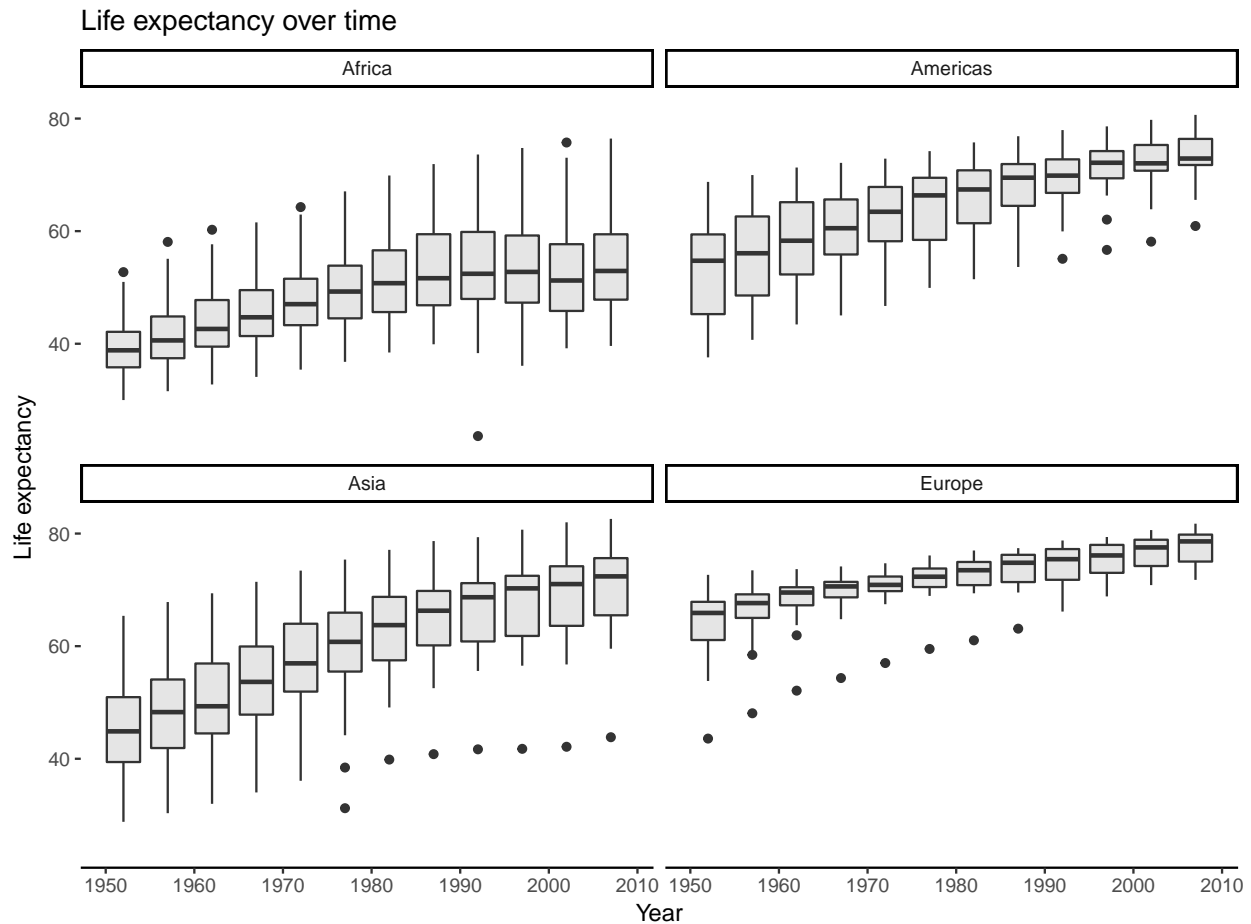 Life expectancy over time
Africa
Americas
80
60
40
Asia
Europe
80
60
40
1950 1960 1970 1980 1990 2000 2010
1950 1960 1970 1980 1990 2000 2010
Life expectancy
Year